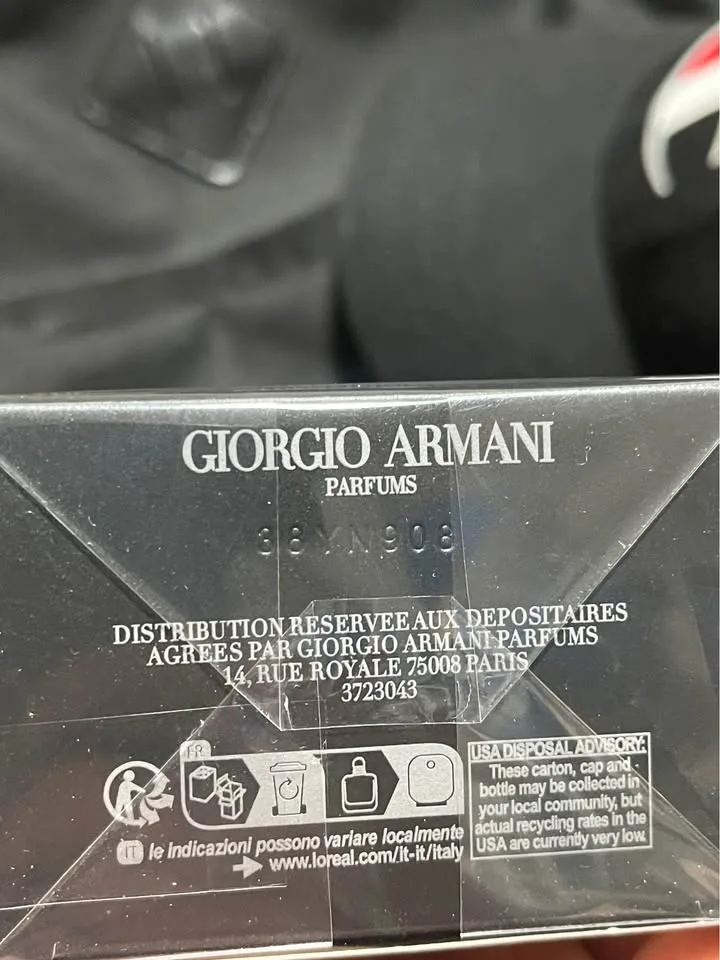 GIORGIO ARMANI
PARFUMS
38YN906
DISTRIBUTION RESERVEE AUX DEPOSITAIRES
AGREES PAR GIORGIO ARMANI PARFUMS
14, RUE ROYALE 75008 PARIS
3723043
FR
IT le indicazioni possono variare localmente
www.loreal.com/it-it/italy
USA DISPOSAL ADVISORY:
These carton, cap and
bottle may be collected in
your local community, but
actual recycling rates in the
USA are currently very low.